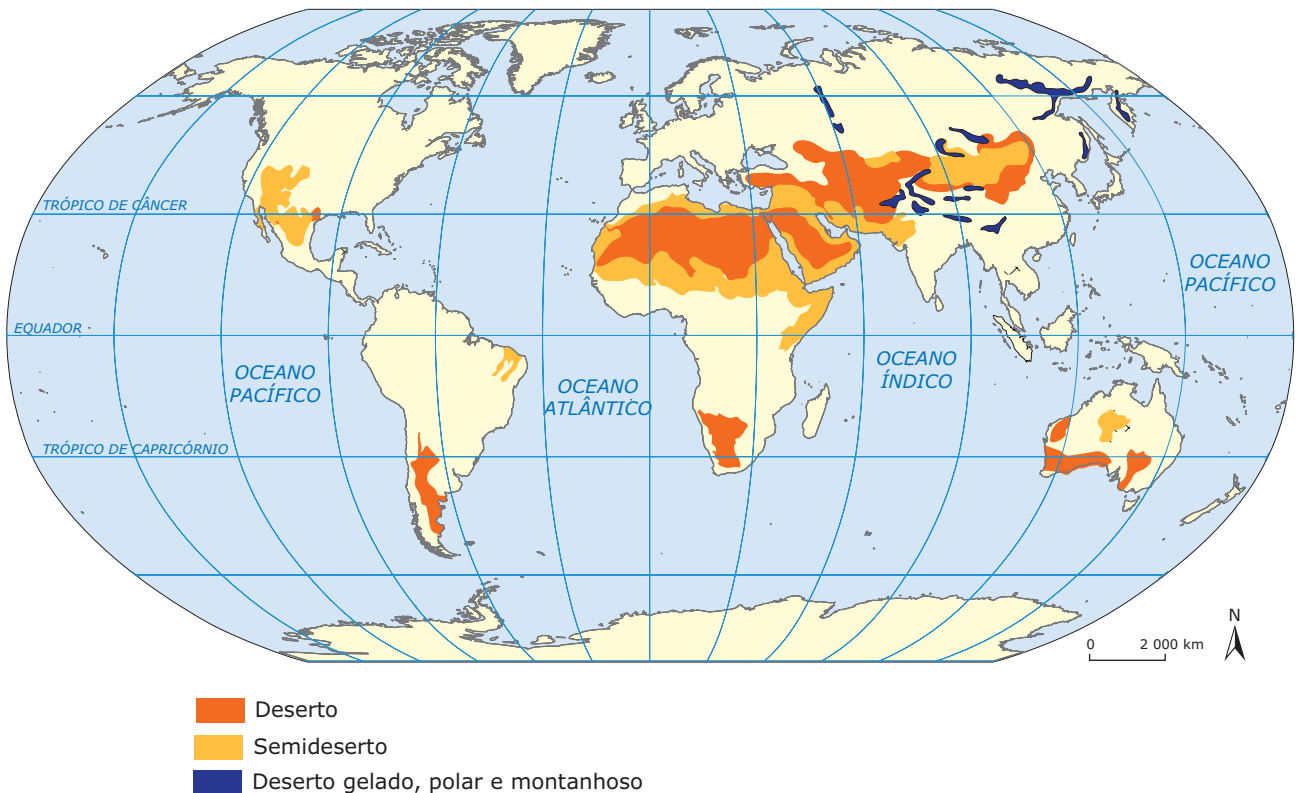 TRÓPICO DE CÂNCER
OCEANO
PACÍFICO
EQUADOR
OCEANO
PACÍFICO
OCEANO
ATLÂNTICO
OCEANO
ÍNDICO
TRÓPICO DE CAPRICÓRNIO
N
0 2 000 km
Deserto
Semideserto
Deserto gelado, polar e montanhoso